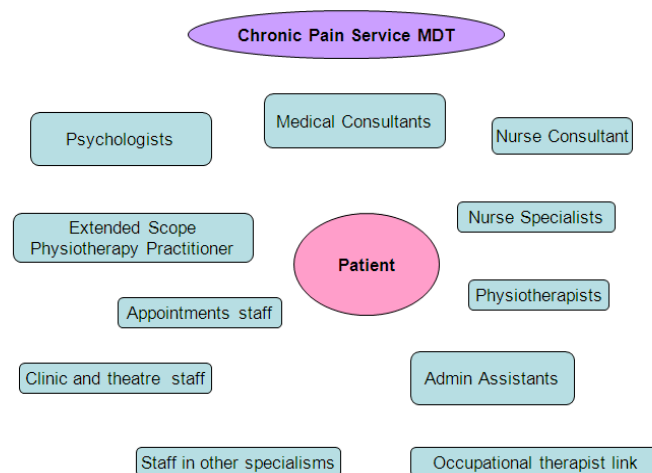 Chronic Pain Service MDT
Psychologists
Medical Consultants
Nurse Consultant
Extended Scope
Physiotherapy Practitioner
Patient
Nurse Specialists
Physiotherapists
Appointments staff
Clinic and theatre staff
Admin Assistants
Staff in other specialisms
Occupational therapist link